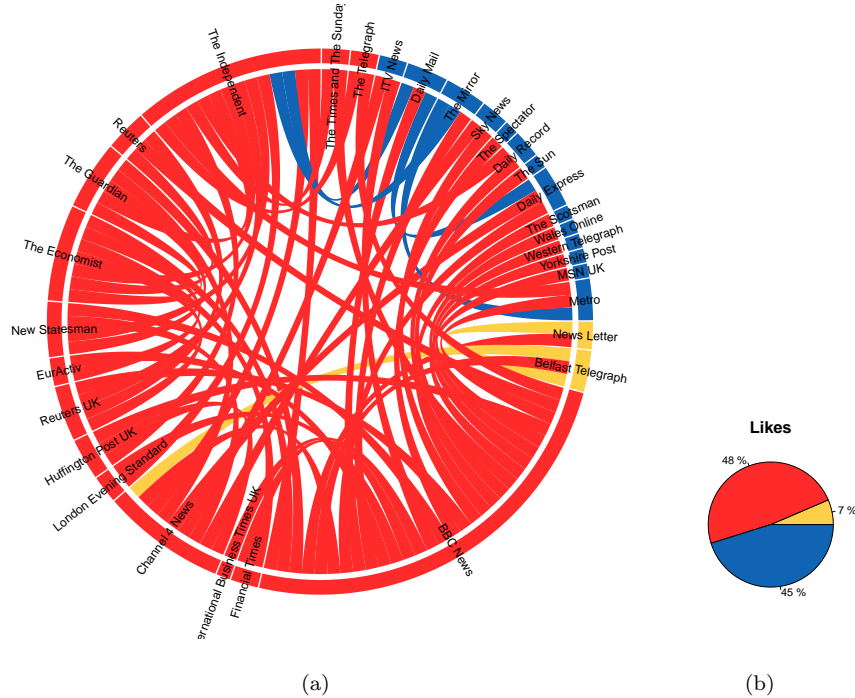 The Independent
The Times and The Sunday
The Telegraph
ITV News
Daily Mail
The Mirror
Sky News
The Spectator
Daily Record
The Sun
Daily Express
The Scotsman
Wales Online
Western Telegraph
Yorkshire Post
MSN UK
Metro
News Letter
Belfast Telegraph
BBC News
Financial Times
ernational Business Times UK
Channel 4 News
London Evening Standard
Huffington Post UK
Reuters UK
EurActiv
New Statesman
The Economist
The Guardian
Reuters
Likes
48 %
7 %
45 %
(a)
(b)